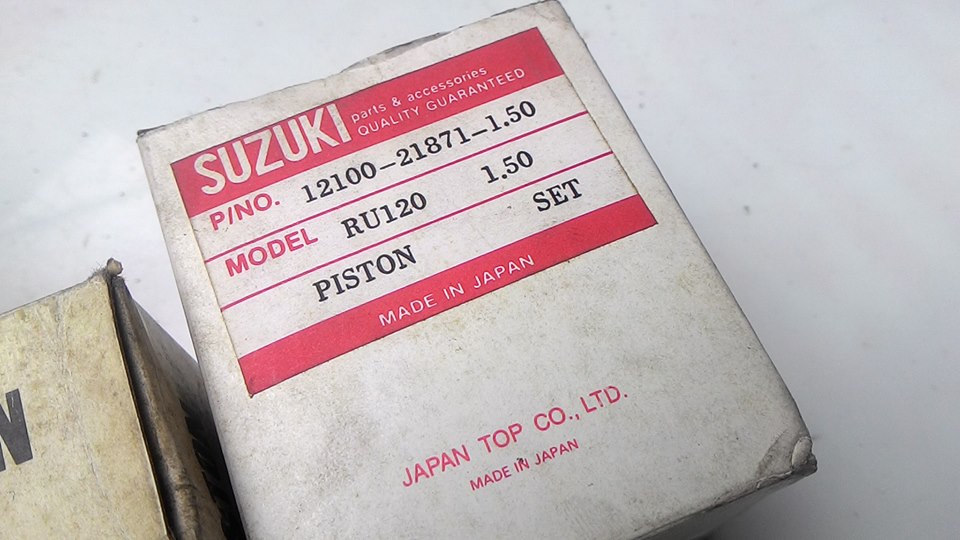 SUZUKI parts & accessories
QUALITY GUARANTEED
P/NO. 12100-21871-1.50
MODEL RU120 1.50
PISTON SET
MADE IN JAPAN
JAPAN TOP CO., LTD.
MADE IN JAPAN